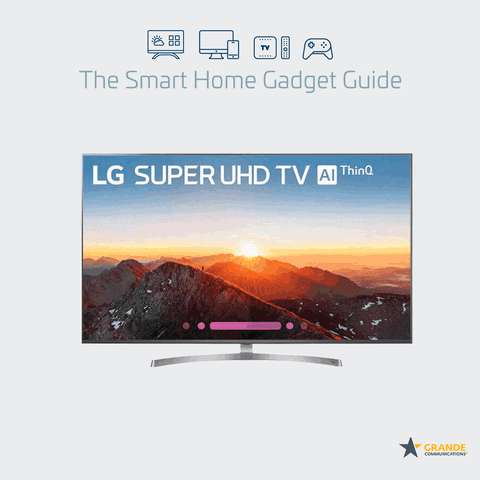 TV
The Smart Home Gadget Guide
LG SUPER UHD TV AI ThinQ
GRANDE
COMMUNICATIONS